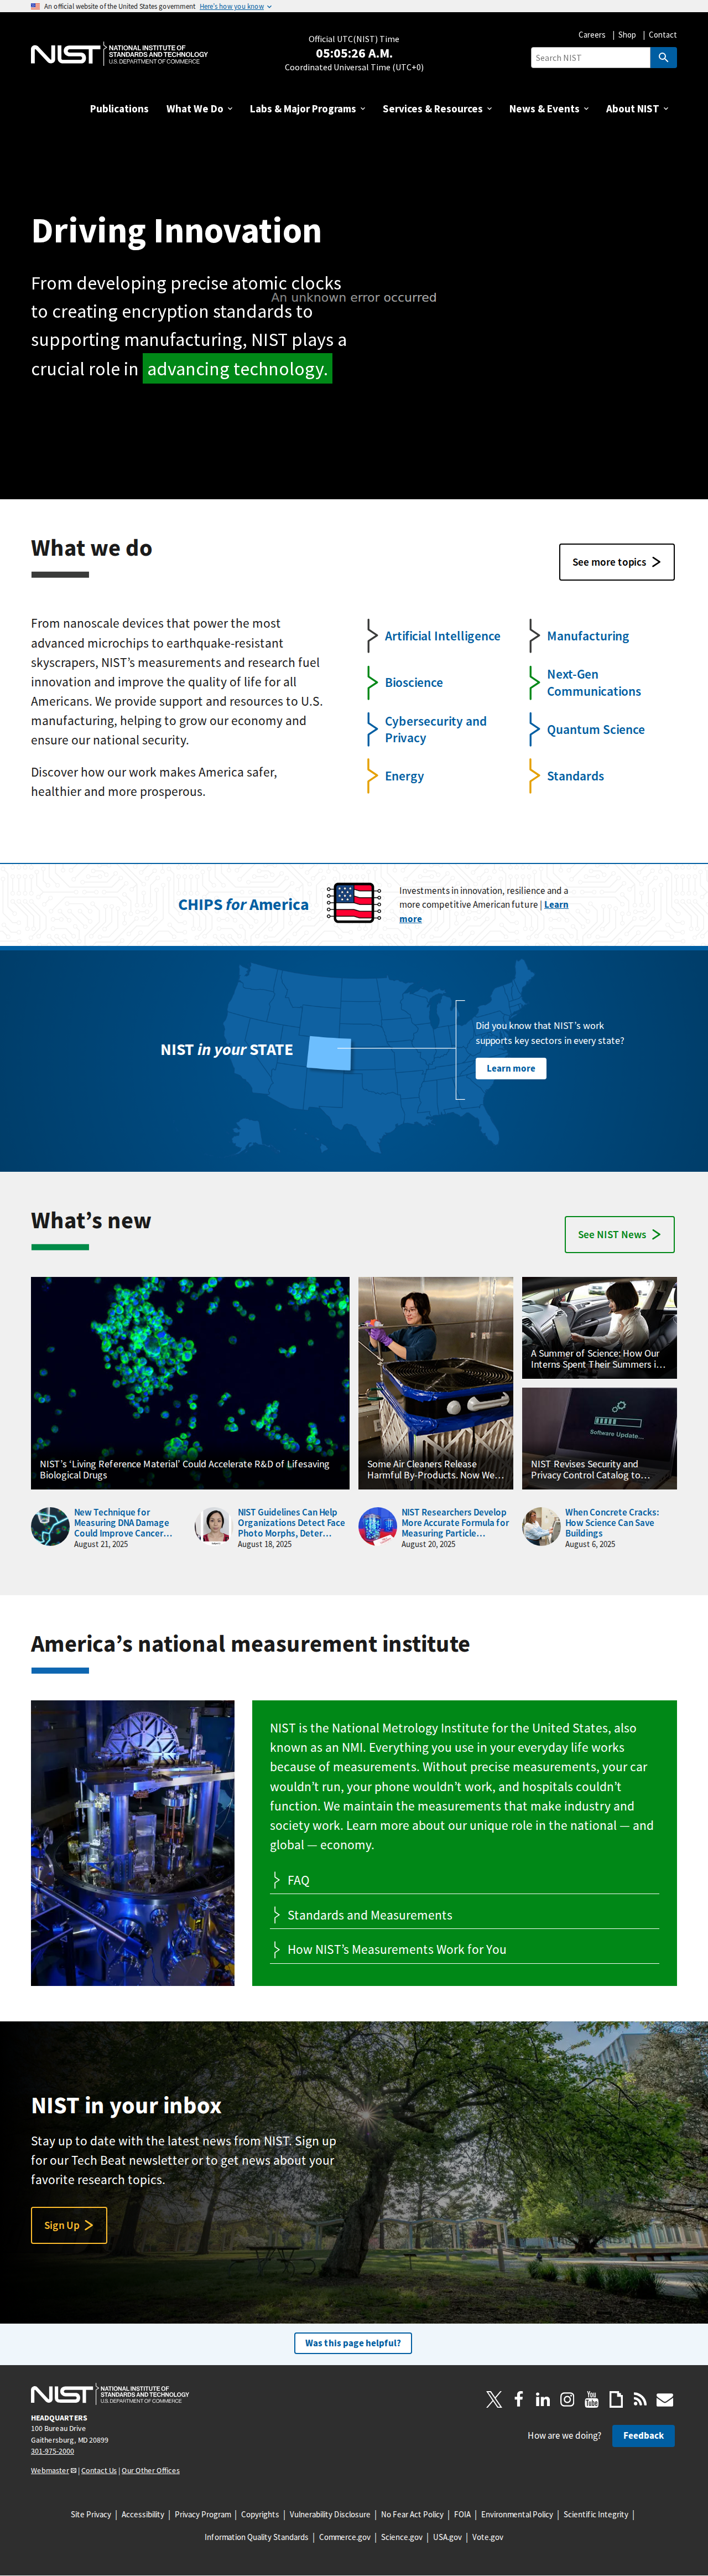 An official website of the United States government Here's how you know
NIST NATIONAL INSTITUTE OF
STANDARDS AND TECHNOLOGY
U.S. DEPARTMENT OF COMMERCE
Official UTC(NIST) Time
05:05:26 A.M.
Coordinated Universal Time (UTC+0)
Careers | Shop | Contact
Search NIST
Publications What We Do Labs & Major Programs Services & Resources News & Events About NIST
Driving Innovation
From developing precise atomic clocks
to creating encryption standards to
supporting manufacturing, NIST plays a
crucial role in advancing technology.
An unknown error occurred
What we do
See more topics
From nanoscale devices that power the most
advanced microchips to earthquake-resistant
skyscrapers, NIST's measurements and research fuel
innovation and improve the quality of life for all
Americans. We provide support and resources to U.S.
manufacturing, helping to grow our economy and
ensure our national security.
Discover how our work makes America safer,
healthier and more prosperous.
Artificial Intelligence
Bioscience
Cybersecurity and
Privacy
Energy
Manufacturing
Next-Gen
Communications
Quantum Science
Standards
CHIPS for America
Investments in innovation, resilience and a
more competitive American future | Learn
more
NIST in your STATE
Did you know that NIST's work
supports key sectors in every state?
Learn more
What's new
See NIST News
NIST's 'Living Reference Material' Could Accelerate R&D of Lifesaving
Biological Drugs
Some Air Cleaners Release
Harmful By-Products. Now We…
A Summer of Science: How Our
Interns Spent Their Summers i…
Software Update...
NIST Revises Security and
Privacy Control Catalog to…
New Technique for
Measuring DNA Damage
Could Improve Cancer…
August 21, 2025
NIST Guidelines Can Help
Organizations Detect Face
Photo Morphs, Deter…
August 18, 2025
NIST Researchers Develop
More Accurate Formula for
Measuring Particle…
August 20, 2025
When Concrete Cracks:
How Science Can Save
Buildings
August 6, 2025
America's national measurement institute
NIST is the National Metrology Institute for the United States, also
known as an NMI. Everything you use in your everyday life works
because of measurements. Without precise measurements, your car
wouldn't run, your phone wouldn't work, and hospitals couldn't
function. We maintain the measurements that make industry and
society work. Learn more about our unique role in the national — and
global — economy.
FAQ
Standards and Measurements
How NIST's Measurements Work for You
NIST in your inbox
Stay up to date with the latest news from NIST. Sign up
for our Tech Beat newsletter or to get news about your
favorite research topics.
Sign Up
Was this page helpful?
NIST NATIONAL INSTITUTE OF
STANDARDS AND TECHNOLOGY
U.S. DEPARTMENT OF COMMERCE
HEADQUARTERS
100 Bureau Drive
Gaithersburg, MD 20899
301-975-2000
Webmaster | Contact Us | Our Other Offices
You Tube
How are we doing? Feedback
Site Privacy | Accessibility | Privacy Program | Copyrights | Vulnerability Disclosure | No Fear Act Policy | FOIA | Environmental Policy | Scientific Integrity |
Information Quality Standards | Commerce.gov | Science.gov | USA.gov | Vote.gov